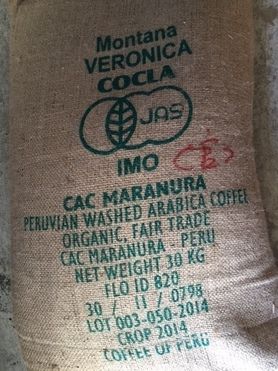 Montana
VERONICA
COCLA
JAS
IMO
CAC MARANURA
PERUVIAN WASHED ARABICA COFFEE
ORGANIC, FAIR TRADE
CAC MARANURA - PERU
NET WEIGHT 30 KG
FLO ID 820
30 / 11 / 0798
LOT 003-050-2014
CROP 2014
COFFEE OF PERU